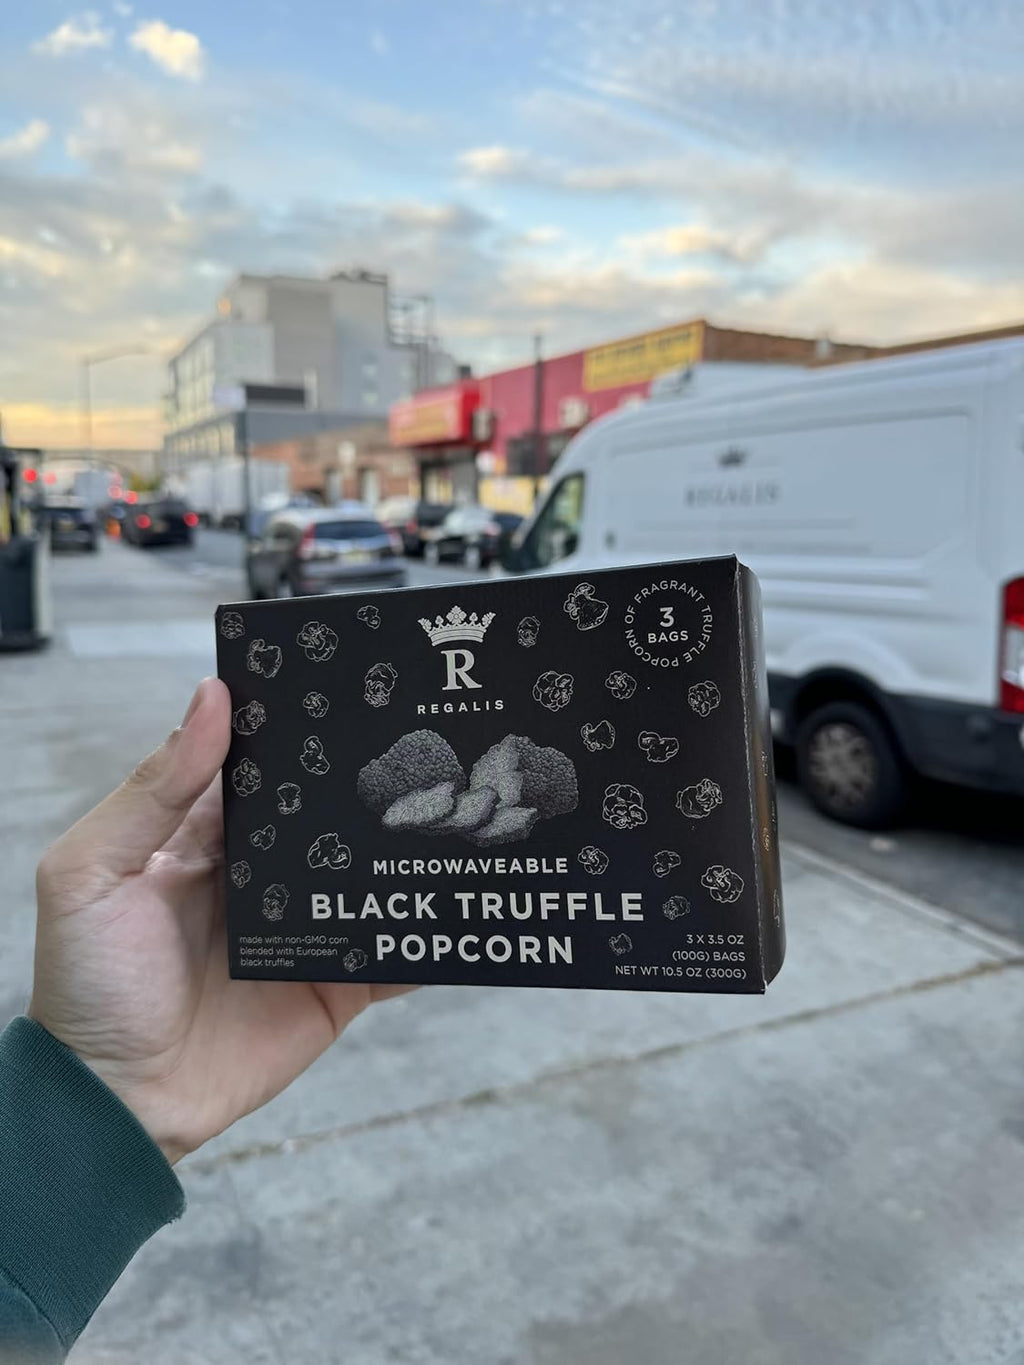 REGALIS
R
REGALIS
3
BAGS
OF FRAGRANT TRUFFLE POPCORN
MICROWAVEABLE
BLACK TRUFFLE
POPCORN
made with non-GMO corn
blended with European
black truffles
3 X 3.5 OZ
(100G) BAGS
NET WT 10.5 OZ (300G)